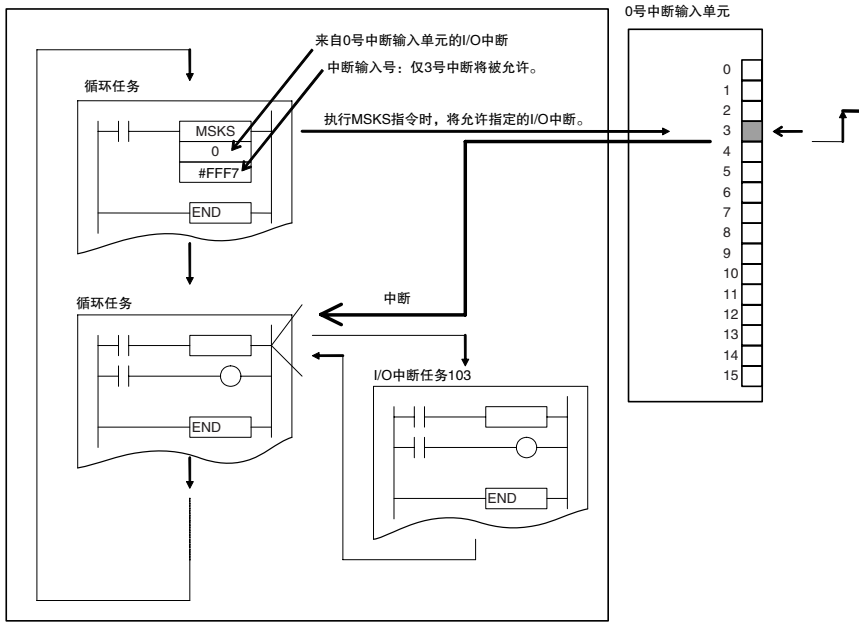 0号中断输入单元
来自0号中断输入单元的I/O中断
中断输入号：仅3号中断将被允许。
循环任务
执行MSKS指令时，将允许指定的I/O中断。
MSKS
0
#FFF7
END
0
1
2
3
4
5
6
7
8
9
10
11
12
13
14
15
循环任务
中断
END
I/O中断任务103
END